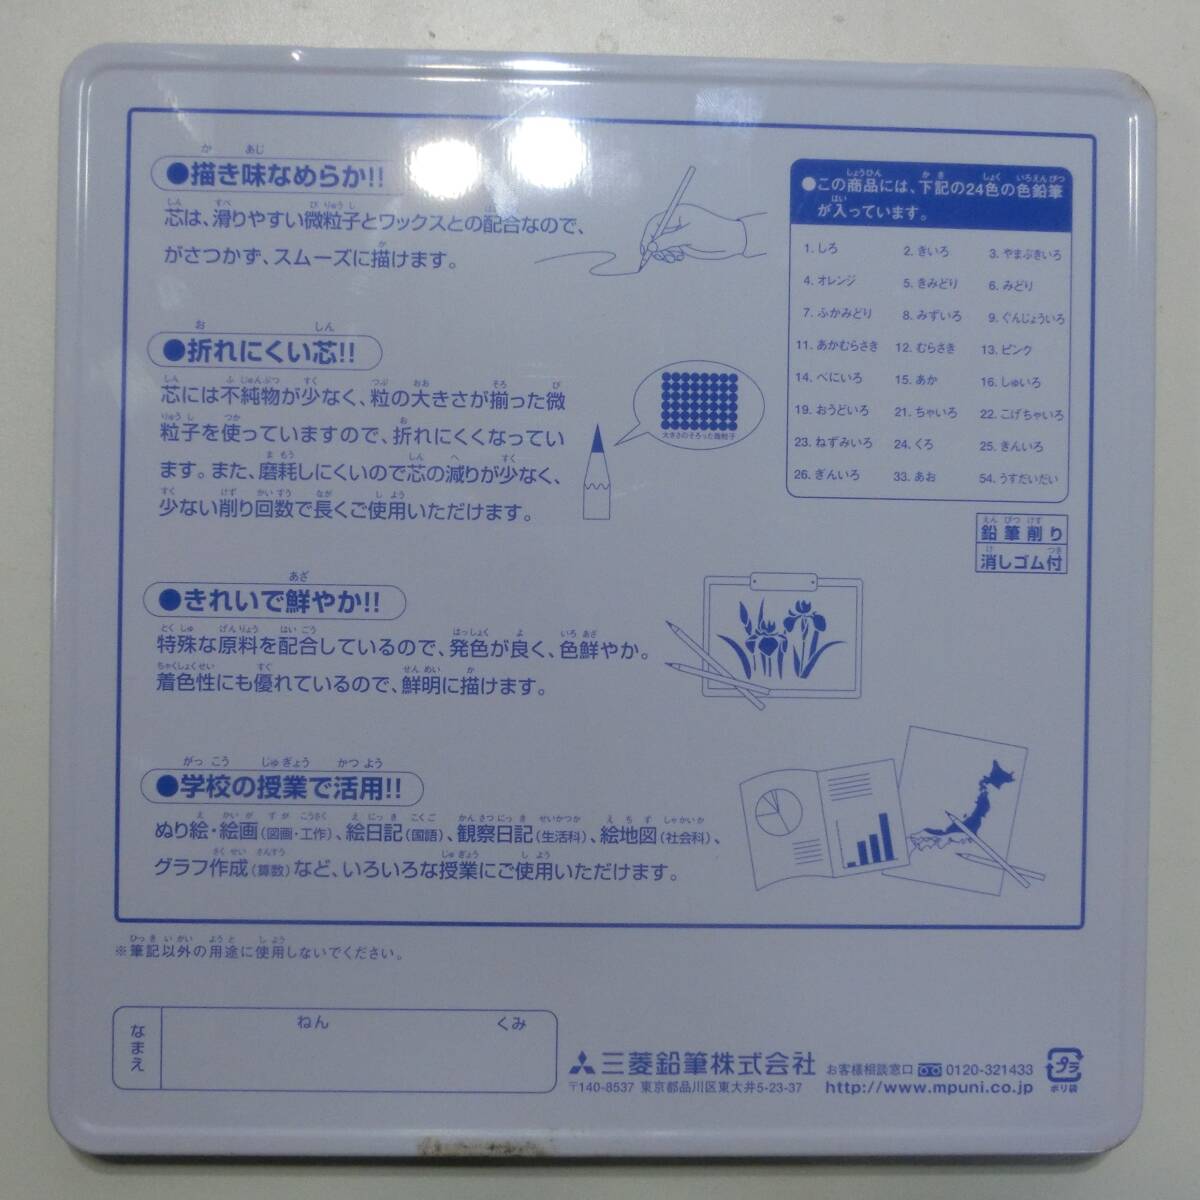 ●描き味なめらか!!
芯は、滑りやすい微粒子とワックスとの配合なので、
がさつかず、スムーズに描けます。
●折れにくい芯!!
芯には不純物が少なく、粒の大きさが揃った微
粒子を使っていますので、折れにくくなってい
ます。また、磨耗しにくいので芯の減りが少なく、
少ない削り回数で長くご使用いただけます。
大きさのそろった微粒子
●きれいで鮮やか!!
特殊な原料を配合しているので、発色が良く、色鮮やか。
着色性にも優れているので、鮮明に描けます。
●学校の授業で活用!!
ぬり絵・絵画(図画・工作)、絵日記(国語)、観察日記(生活科)、絵地図(社会科)、
グラフ作成(算数)など、いろいろな授業にご使用いただけます。
●この商品には、下記の24色の色鉛筆
が入っています。
1. しろ 2. きいろ 3. やまぶきいろ
4. オレンジ 5. きみどり 6. みどり
7. ふかみどり 8. みずいろ 9. ぐんじょういろ
11. あかむらさき 12. むらさき 13. ピンク
14. べにいろ 15. あか 16. しゅいろ
19. おうどいろ 21. ちゃいろ 22. こげちゃいろ
23. ねずみいろ 24. くろ 25. きんいろ
26. ぎんいろ 33. あお 54. うすだいだい
鉛筆削り
消しゴム付
※筆記以外の用途に使用しないでください。
なまえ
ねん くみ
三菱鉛筆株式会社 お客様相談窓口 0120-321433
〒140-8537 東京都品川区東大井5-23-37 http://www.mpuni.co.jp
プラ
ポリ袋